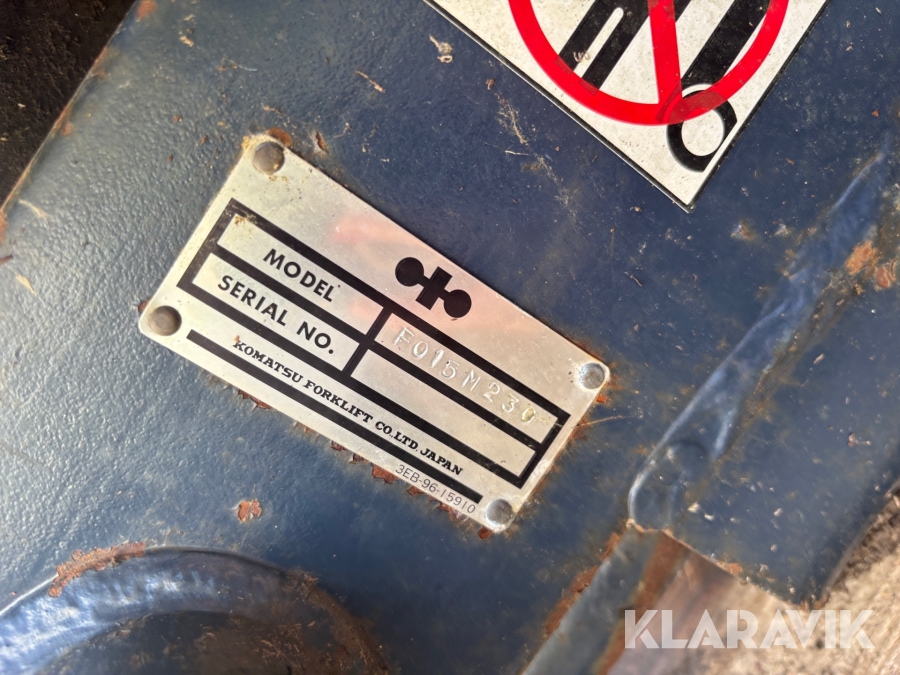 MODEL F015M230
SERIAL NO.
KOMATSU FORKLIFT CO.,LTD. JAPAN
3EB-96-15910
KLARAVIK